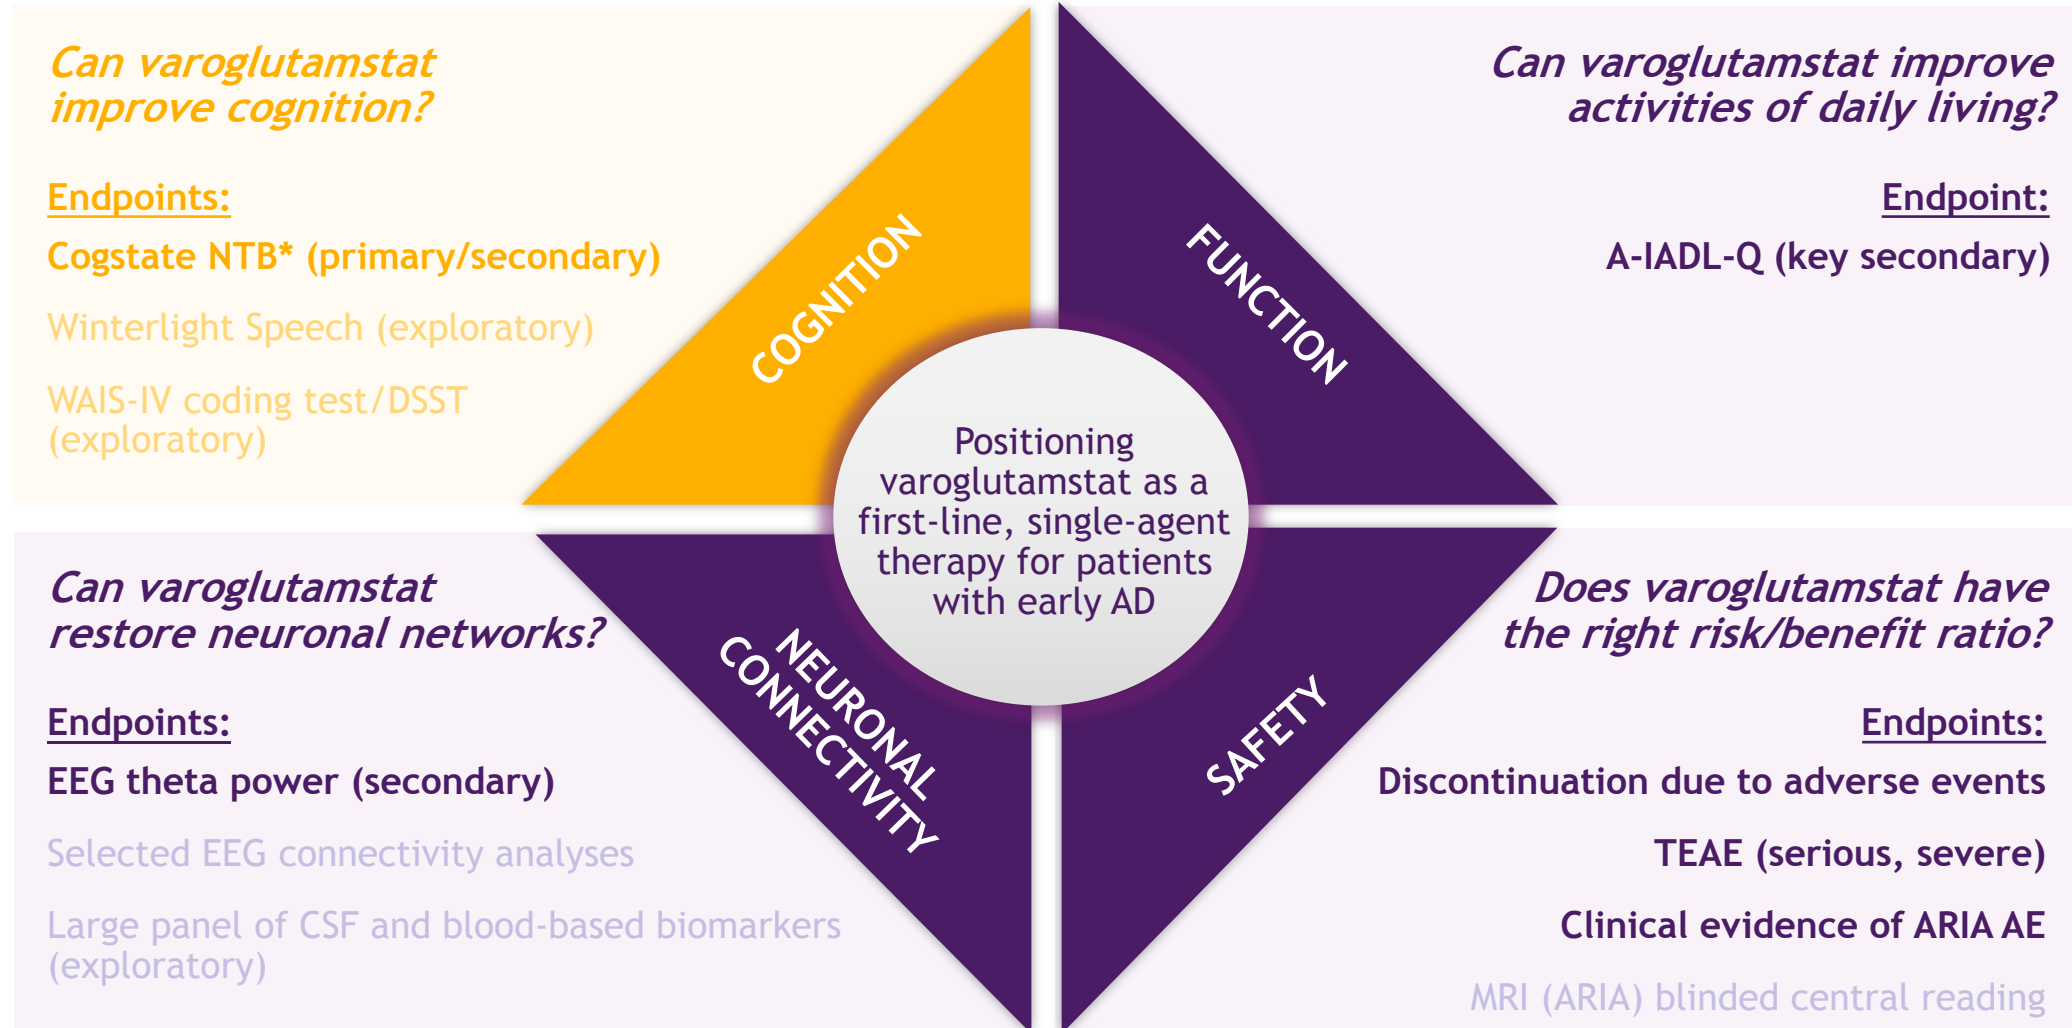 Can varoglutamstat
improve cognition?
Endpoints:
Cogstate NTB* (primary/secondary)
Winterlight Speech (exploratory)
WAIS-IV coding test/DSST
(exploratory)
COGNITION
FUNCTION
Can varoglutamstat improve
activities of daily living?
Endpoint:
A-IADL-Q (key secondary)
Positioning
varoglutamstat as a
first-line, single-agent
therapy for patients
with early AD
Can varoglutamstat
restore neuronal networks?
Endpoints:
EEG theta power (secondary)
Selected EEG connectivity analyses
Large panel of CSF and blood-based biomarkers
(exploratory)
NEURONAL
CONNECTIVITY
SAFETY
Does varoglutamstat have
the right risk/benefit ratio?
Endpoints:
Discontinuation due to adverse events
TEAE (serious, severe)
Clinical evidence of ARIA AE
MRI (ARIA) blinded central reading